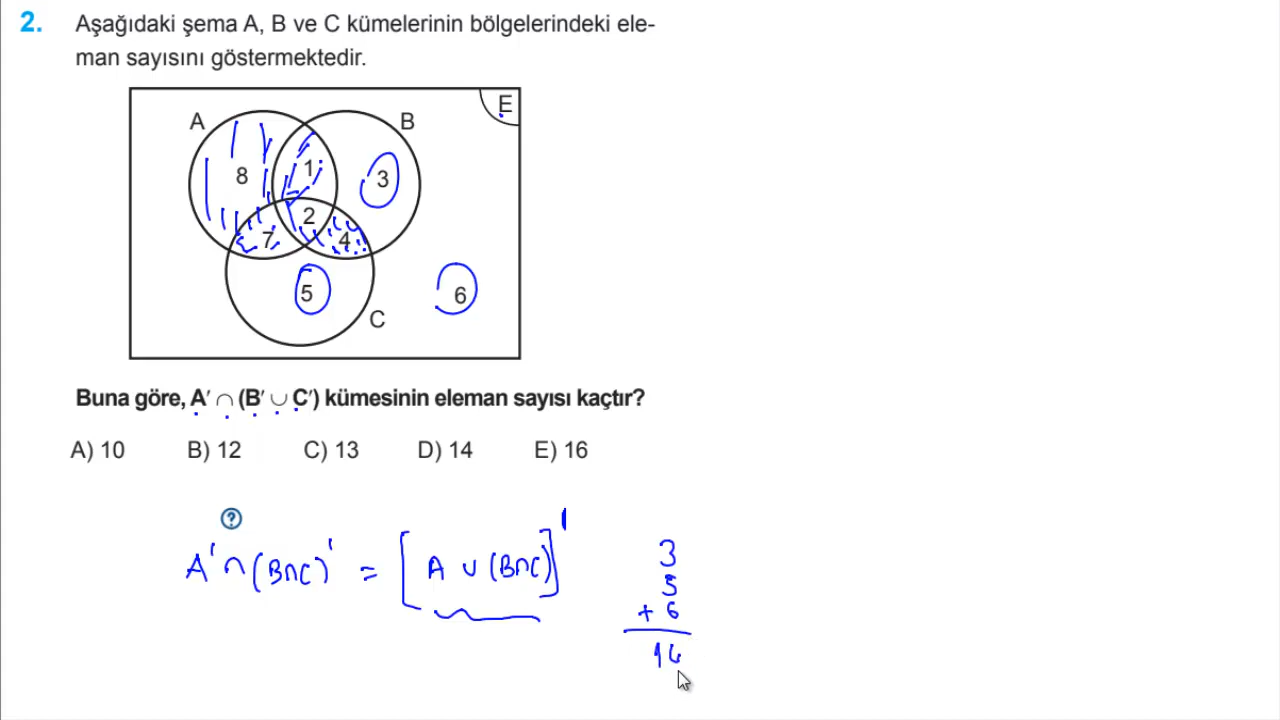 2. Aşağıdaki şema A, B ve C kümelerinin bölgelerindeki ele-
man sayısını göstermektedir.
E
A
B
8
1
3
2
7
4
5
6
C
Buna göre, A′ ∩ (B′ ∪ C′) kümesinin eleman sayısı kaçtır?
A) 10 B) 12 C) 13 D) 14 E) 16
?
A' ∩ (B∩C)' = [A ∪ (B∩C)]'
3
5
+ 6
14